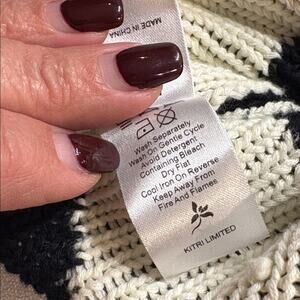 MADE IN CHINA
Wash Separately
Wash On Gentle Cycle
Avoid Detergent
Containing Bleach
Dry Flat
Cool Iron On Reverse
Keep Away From
Fire And Flames
KITRI LIMITED